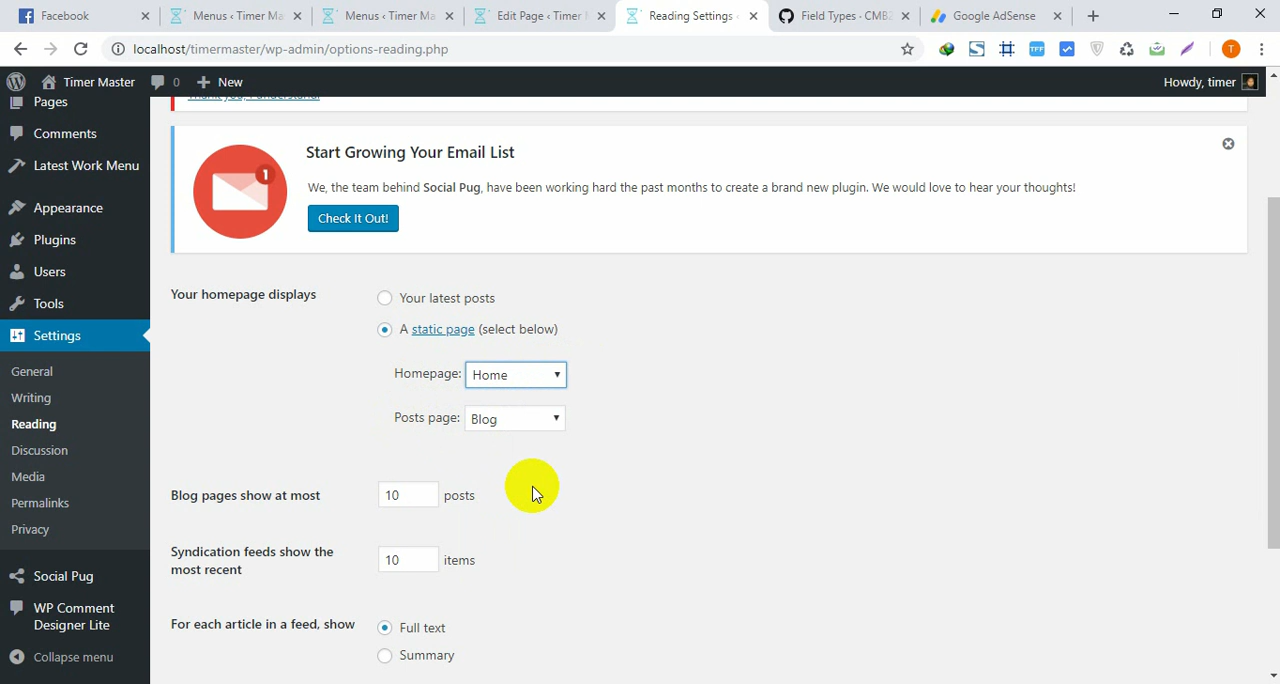 Facebook
Menus ‹ Timer Ma
Menus ‹ Timer Ma
Edit Page ‹ Timer
Reading Settings ‹
Field Types · CMB2
Google AdSense
localhost/timermaster/wp-admin/options-reading.php
TFF
T
Timer Master
0
New
Howdy, timer
Pages
Comments
Latest Work Menu
Appearance
Plugins
Users
Tools
Settings
General
Writing
Reading
Discussion
Media
Permalinks
Privacy
Social Pug
WP Comment
Designer Lite
Collapse menu
1
Start Growing Your Email List
We, the team behind Social Pug, have been working hard the past months to create a brand new plugin. We would love to hear your thoughts!
Check It Out!
Your homepage displays
Your latest posts
A static page (select below)
Homepage: Home
Posts page: Blog
Blog pages show at most 10 posts
Syndication feeds show the
most recent
10 items
For each article in a feed, show
Full text
Summary